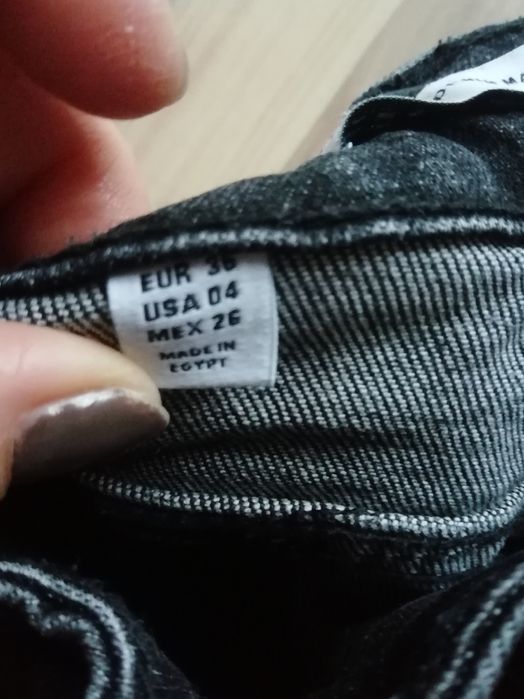 EUR 36
USA 04
MEX 26
MADE IN
EGYPT